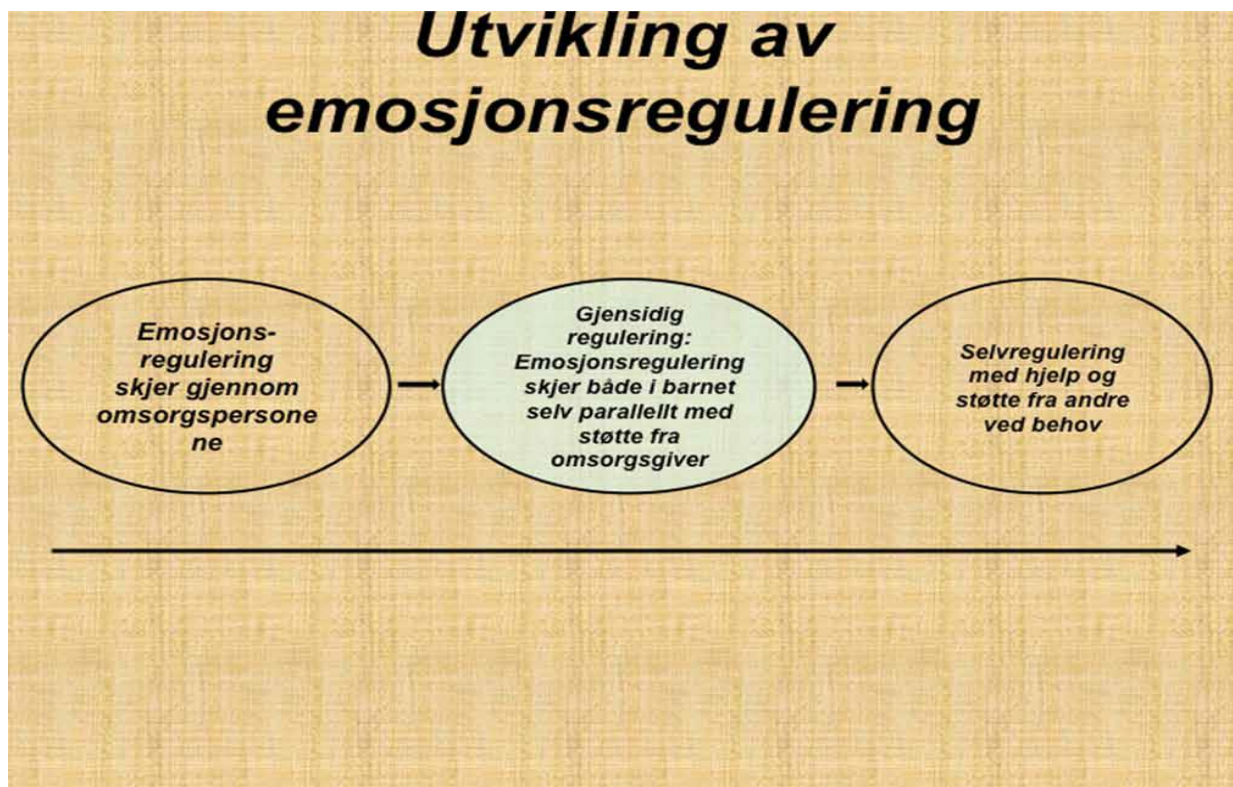 Utvikling av
emosjonsregulering
Emosjons-
regulering
skjer gjennom
omsorgspersone
ne
Gjensidig
regulering:
Emosjonsregulering
skjer både i barnet
selv parallellt med
støtte fra
omsorgsgiver
Selvregulering
med hjelp og
støtte fra andre
ved behov